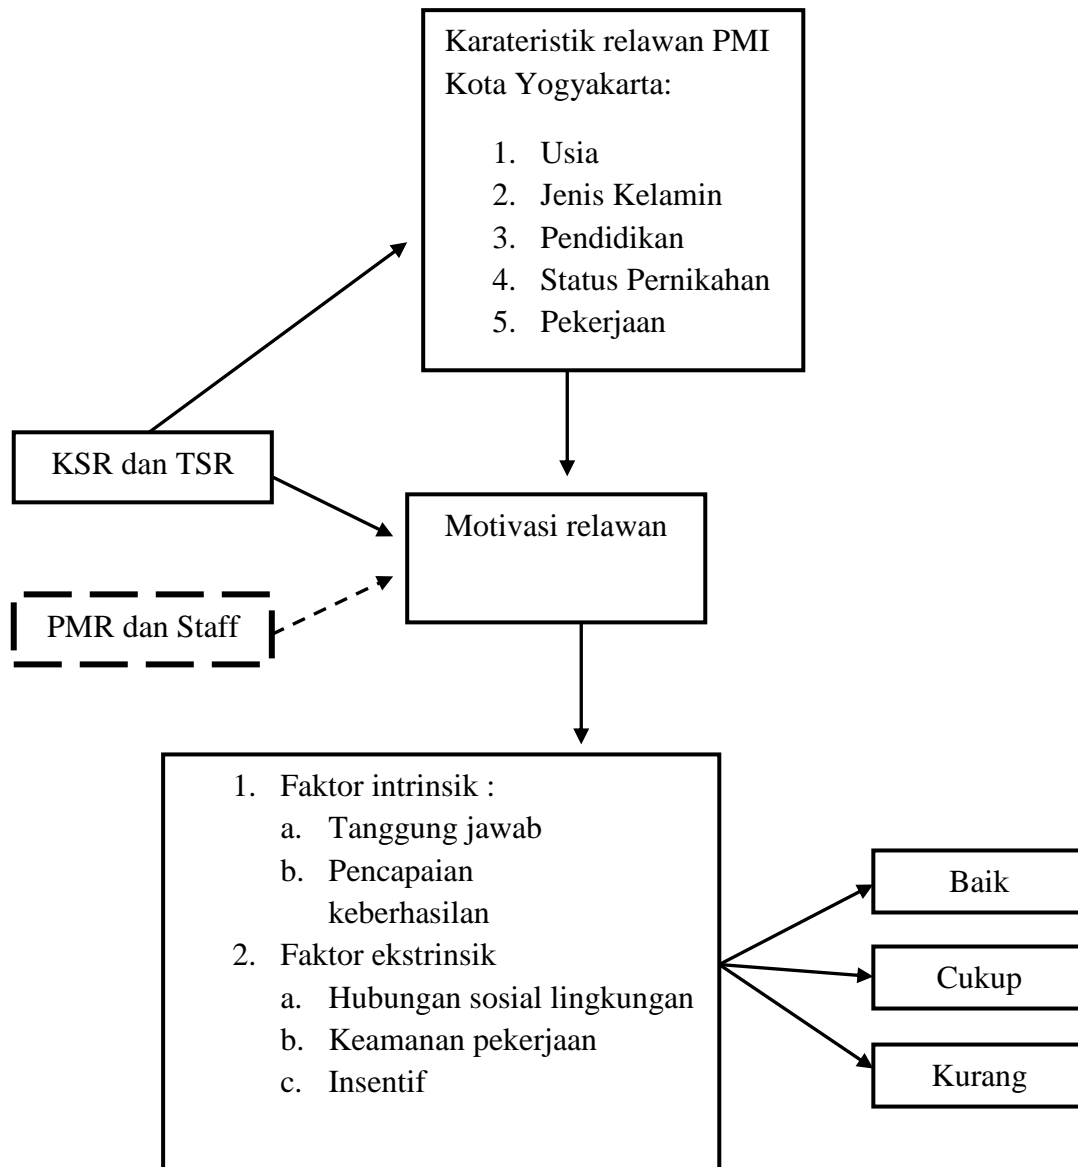 Karateristik relawan PMI
Kota Yogyakarta:
1. Usia
2. Jenis Kelamin
3. Pendidikan
4. Status Pernikahan
5. Pekerjaan
KSR dan TSR
Motivasi relawan
PMR dan Staff
1. Faktor intrinsik :
a. Tanggung jawab
b. Pencapaian
keberhasilan
2. Faktor ekstrinsik
a. Hubungan sosial lingkungan
b. Keamanan pekerjaan
c. Insentif
Baik
Cukup
Kurang